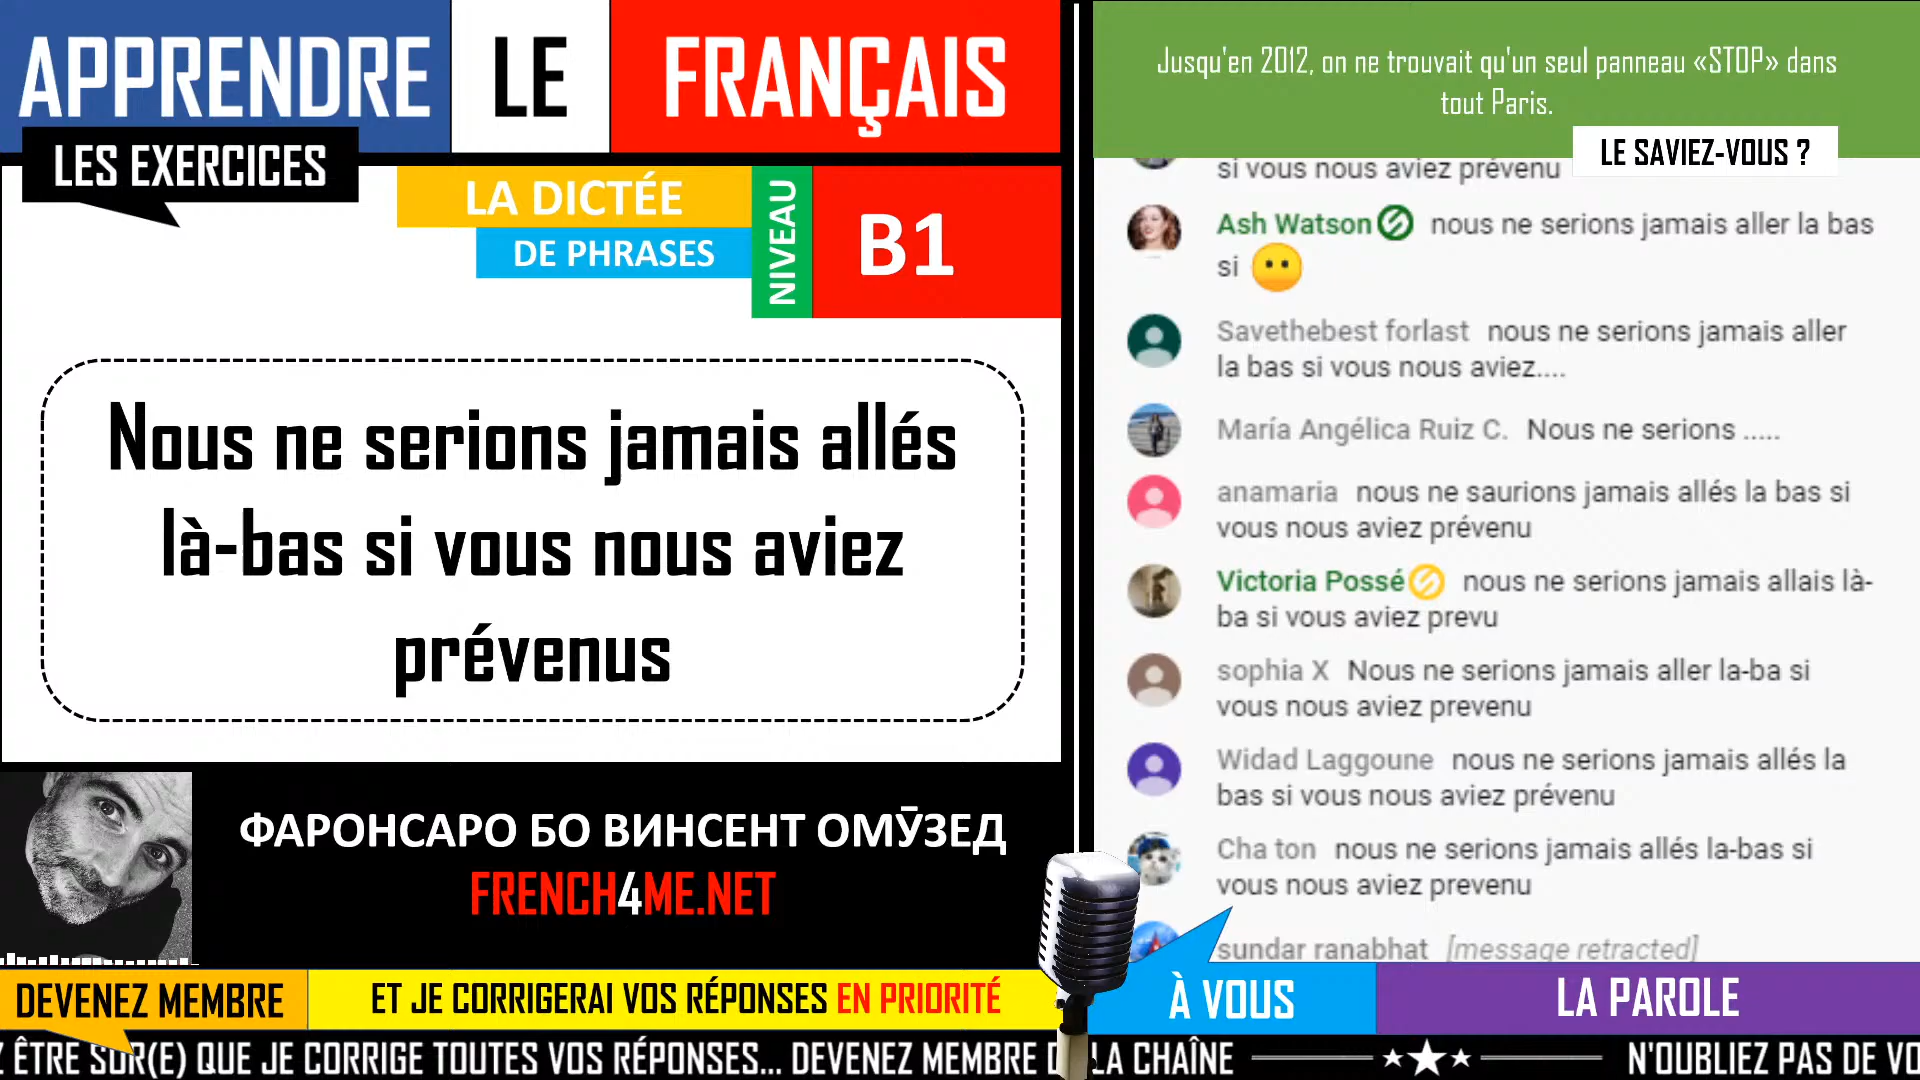 APPRENDRE LE FRANÇAIS
LES EXERCICES
LA DICTÉE
DE PHRASES
NIVEAU
B1
Nous ne serions jamais allés
là-bas si vous nous aviez
prévenus
ФАРОНСАРО БО ВИНСЕНТ ОМӮЗЕД
FRENCH4ME.NET
DEVENEZ MEMBRE
ET JE CORRIGERAI VOS RÉPONSES EN PRIORITÉ
Jusqu'en 2012, on ne trouvait qu'un seul panneau «STOP» dans
tout Paris.
LE SAVIEZ-VOUS ?
si vous nous aviez prévenu
Ash Watson nous ne serions jamais aller la bas
si
Savethebest forlast nous ne serions jamais aller
la bas si vous nous aviez....
María Angélica Ruiz C. Nous ne serions .....
anamaria nous ne saurions jamais allés la bas si
vous nous aviez prévenu
Victoria Possé nous ne serions jamais allais là-
ba si vous aviez prevu
sophia X Nous ne serions jamais aller la-ba si
vous nous aviez prevenu
Widad Laggoune nous ne serions jamais allés la
bas si vous nous aviez prévenu
Cha ton nous ne serions jamais allés la-bas si
vous nous aviez prevenu
sundar ranabhat [message retracted]
À VOUS
LA PAROLE
ÊTRE SÛR(E) QUE JE CORRIGE TOUTES VOS RÉPONSES... DEVENEZ MEMBRE LA CHAÎNE N'OUBLIEZ PAS DE